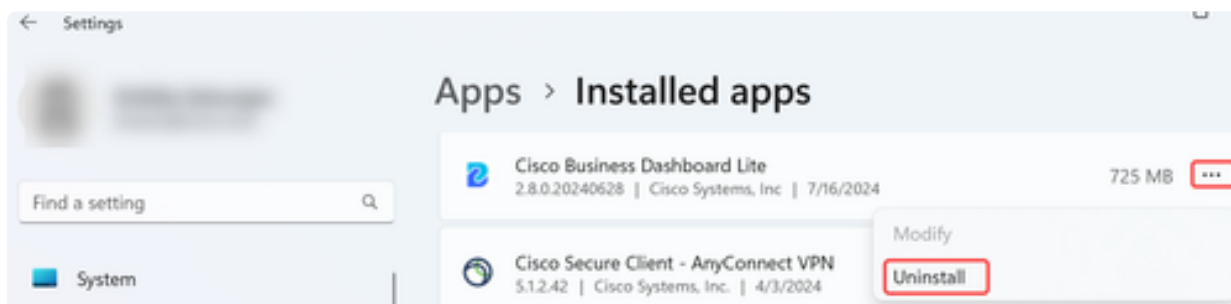 Settings
Apps > Installed apps
Cisco Business Dashboard Lite
2.8.0.20240628 | Cisco Systems, Inc | 7/16/2024
725 MB
Find a setting
Modify
Uninstall
System
Cisco Secure Client - AnyConnect VPN
5.1.2.42 | Cisco Systems, Inc. | 4/3/2024